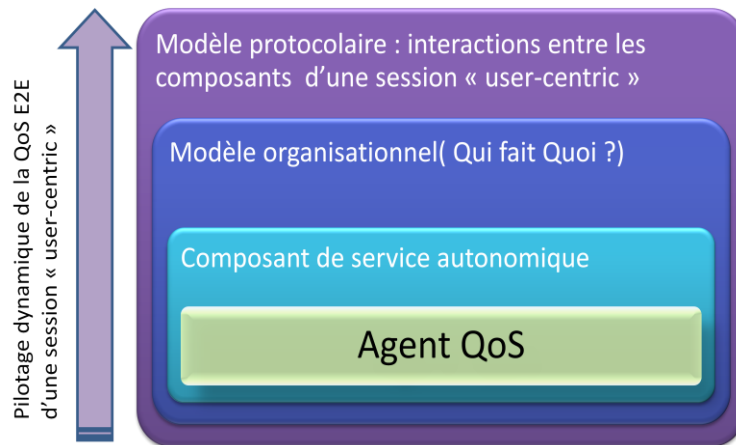 Modèle protocolaire : interactions entre les
composants d'une session « user-centric »
Modèle organisationnel( Qui fait Quoi ?)
Composant de service autonomique
Agent QoS
Pilotage dynamique de la QoS E2E
d'une session « user-centric »